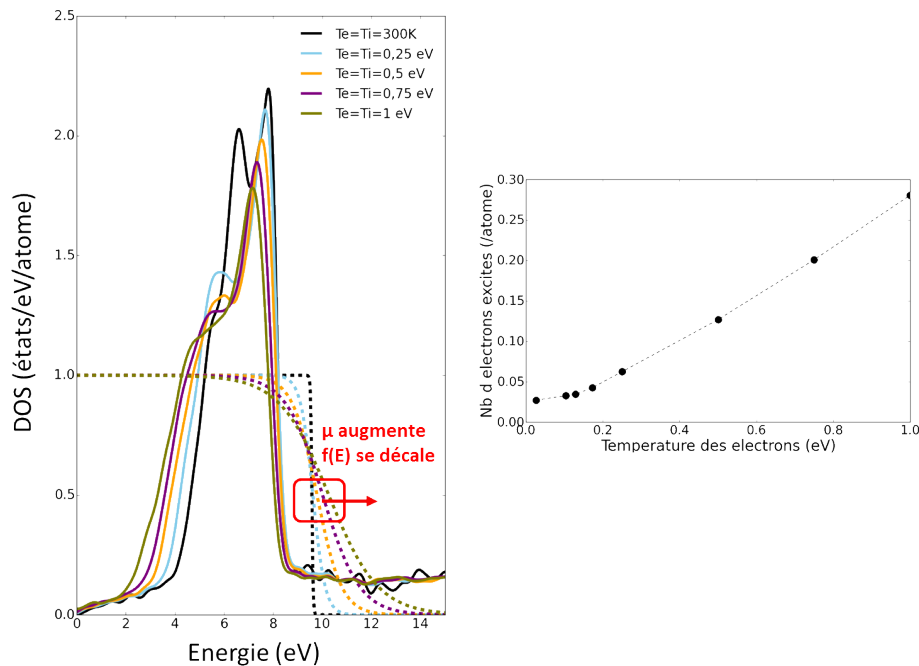 2.5
2.0
1.5
1.0
0.5
0.0
DOS (états/eV/atome)
Te=Ti=300K
Te=Ti=0,25 eV
Te=Ti=0,5 eV
Te=Ti=0,75 eV
Te=Ti=1 eV
µ augmente
f(E) se décale
0 2 4 6 8 10 12 14
Energie (eV)
0.30
0.25
0.20
0.15
0.10
0.05
0.00
Nb d electrons excites (/atome)
0.0 0.2 0.4 0.6 0.8 1.0
Temperature des electrons (eV)